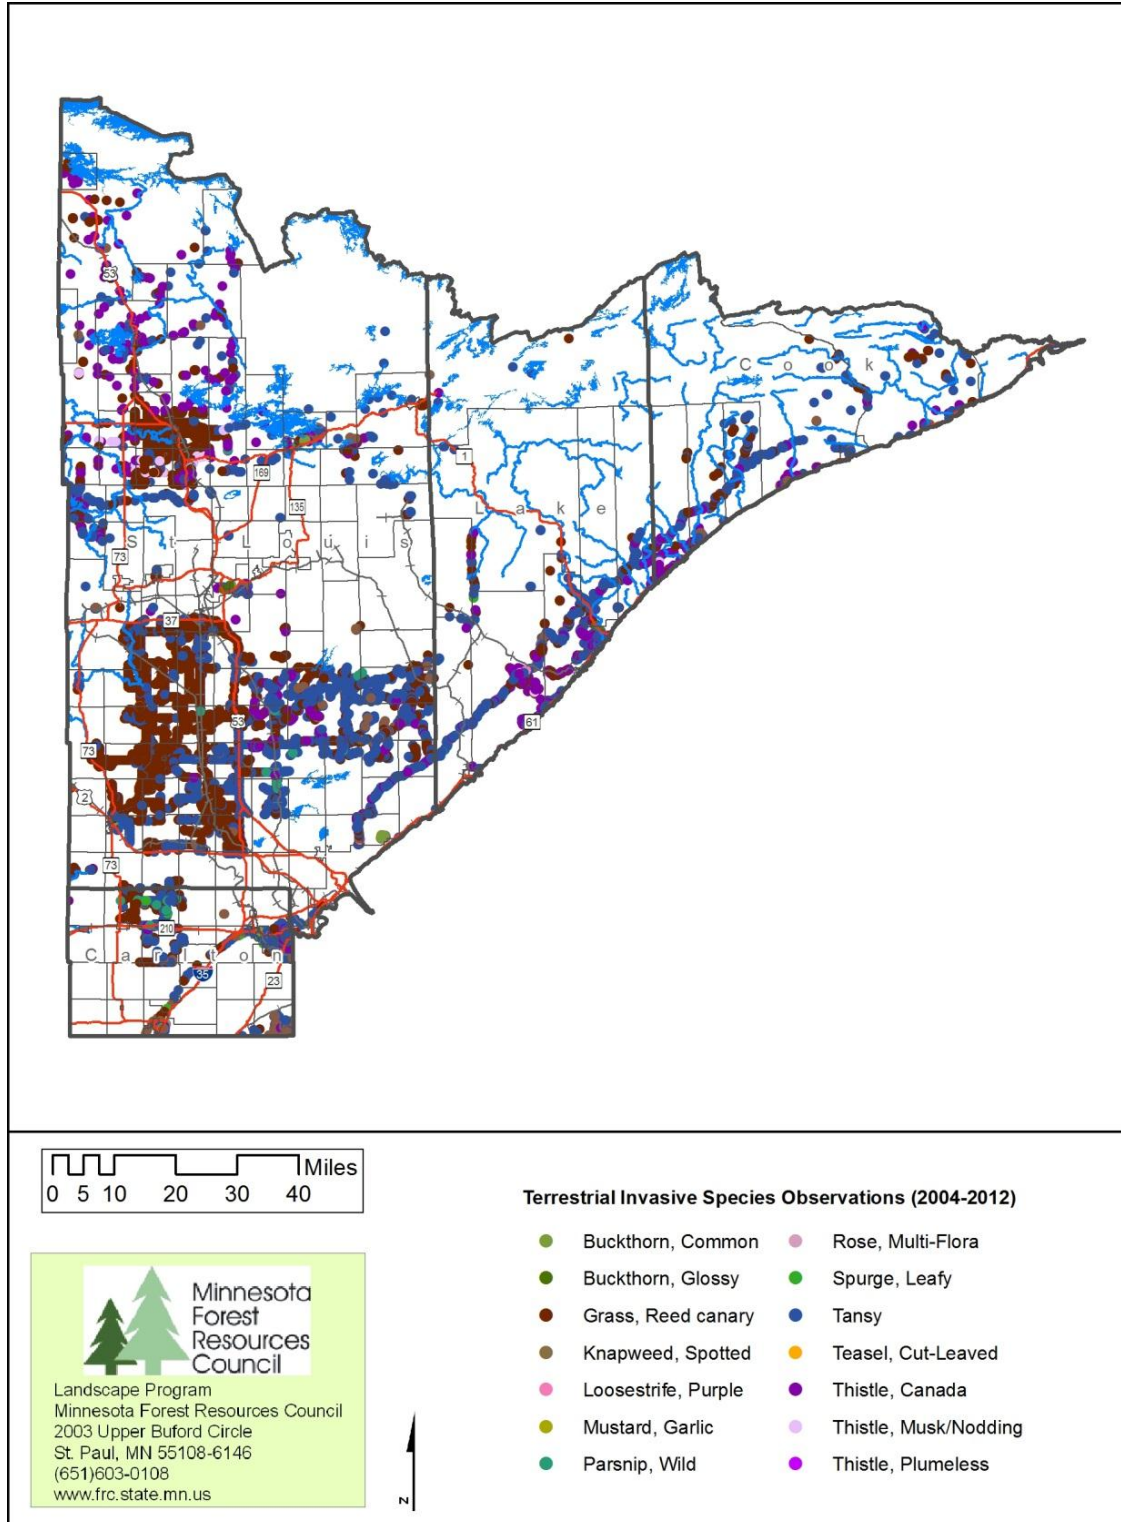 53
C o o k
1
169
135
L a k e
St. Louis
73
37
53
61
73
2
73
210
C a r l t o n
35
23
Miles
0 5 10 20 30 40
Minnesota
Forest
Resources
Council
Landscape Program
Minnesota Forest Resources Council
2003 Upper Buford Circle
St. Paul, MN 55108-6146
(651)603-0108
www.frc.state.mn.us
N
Terrestrial Invasive Species Observations (2004-2012)
Buckthorn, Common
Buckthorn, Glossy
Grass, Reed canary
Knapweed, Spotted
Loosestrife, Purple
Mustard, Garlic
Parsnip, Wild
Rose, Multi-Flora
Spurge, Leafy
Tansy
Teasel, Cut-Leaved
Thistle, Canada
Thistle, Musk/Nodding
Thistle, Plumeless